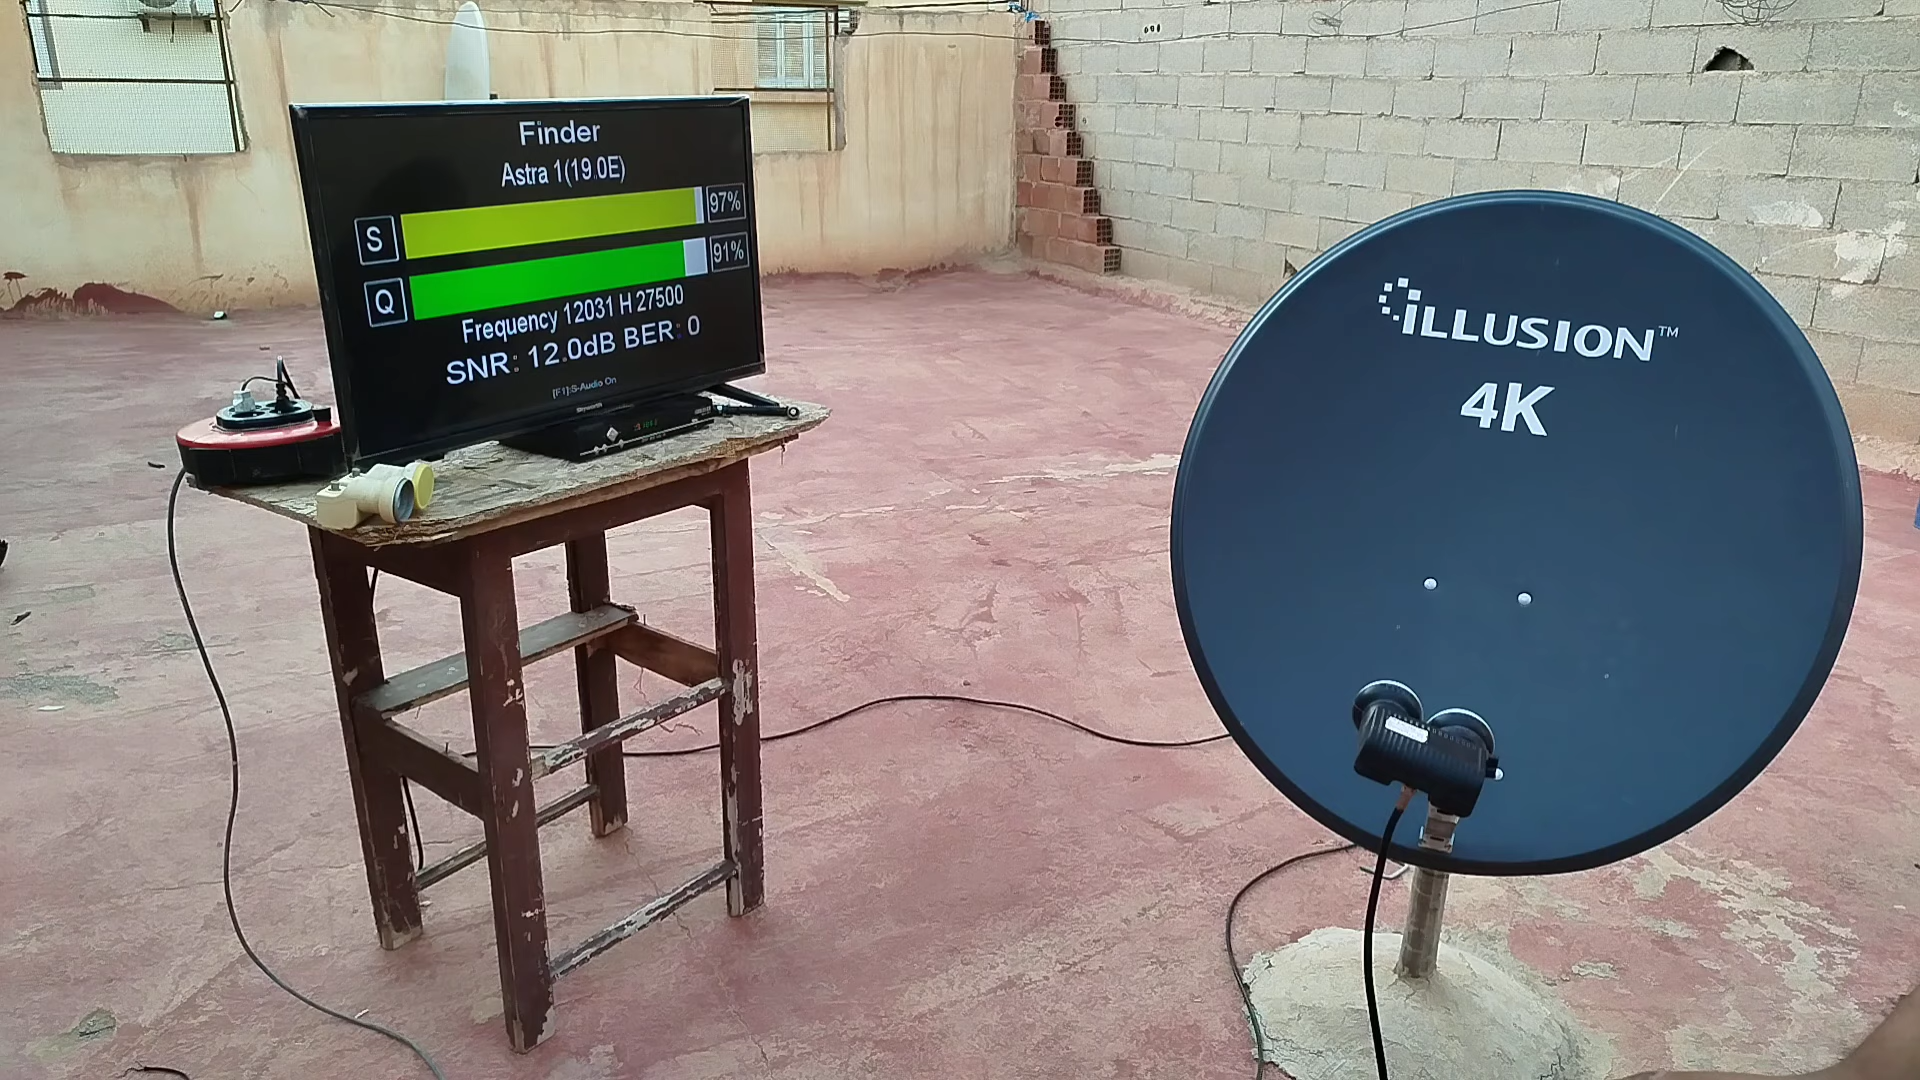 Finder
Astra 1(19.0E)
S 97%
Q 91%
Frequency 12031 H 27500
SNR: 12.0dB BER: 0
[F1]:S-Audio On
Skyworth
iLLUSION™
4K